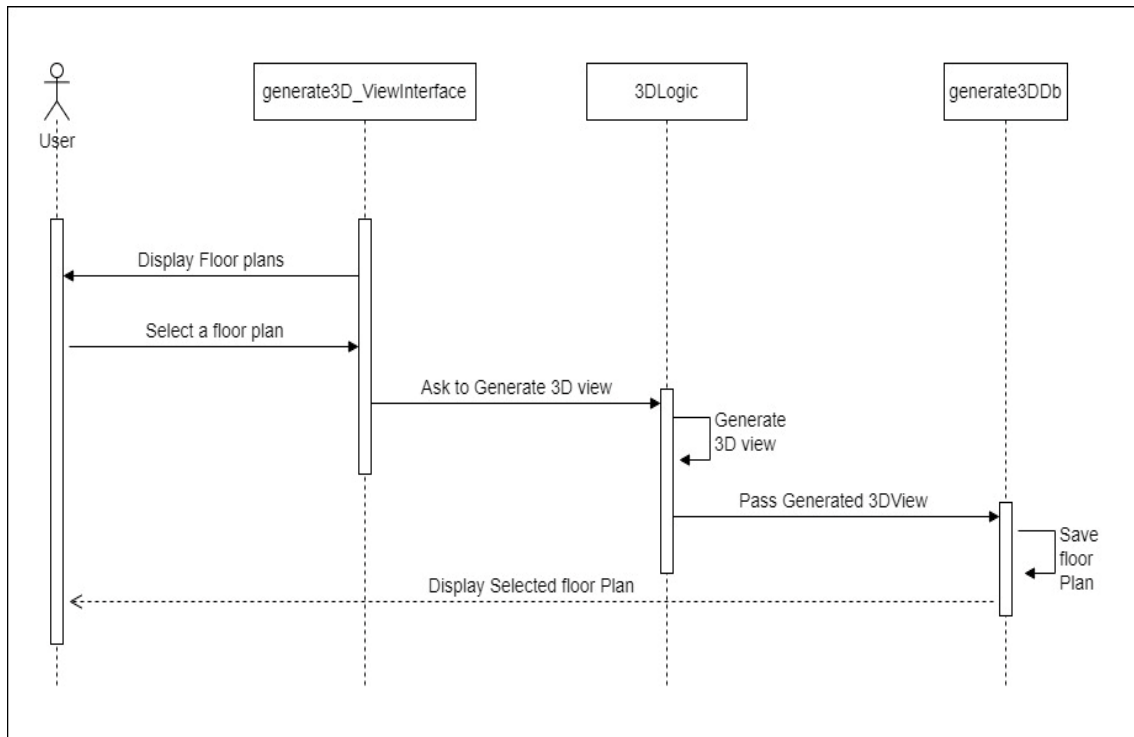 generate3D_ViewInterface
3DLogic
generate3DDb
User
Display Floor plans
Select a floor plan
Ask to Generate 3D view
Generate
3D view
Pass Generated 3DView
Save
floor
Plan
Display Selected floor Plan